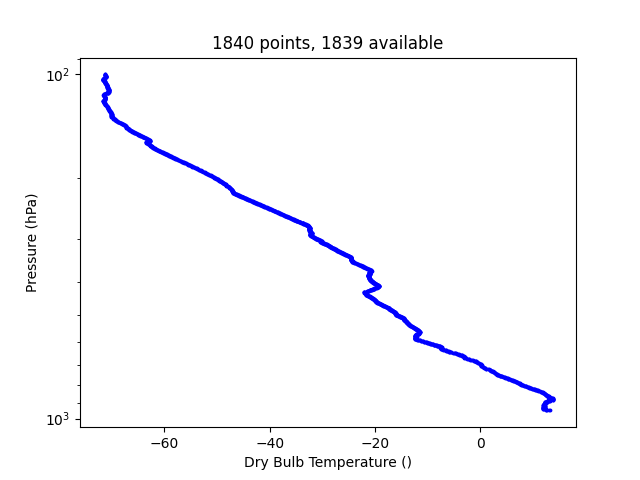 1840 points, 1839 available
10²
10³
Pressure (hPa)
−60
−40
−20
0
Dry Bulb Temperature ()